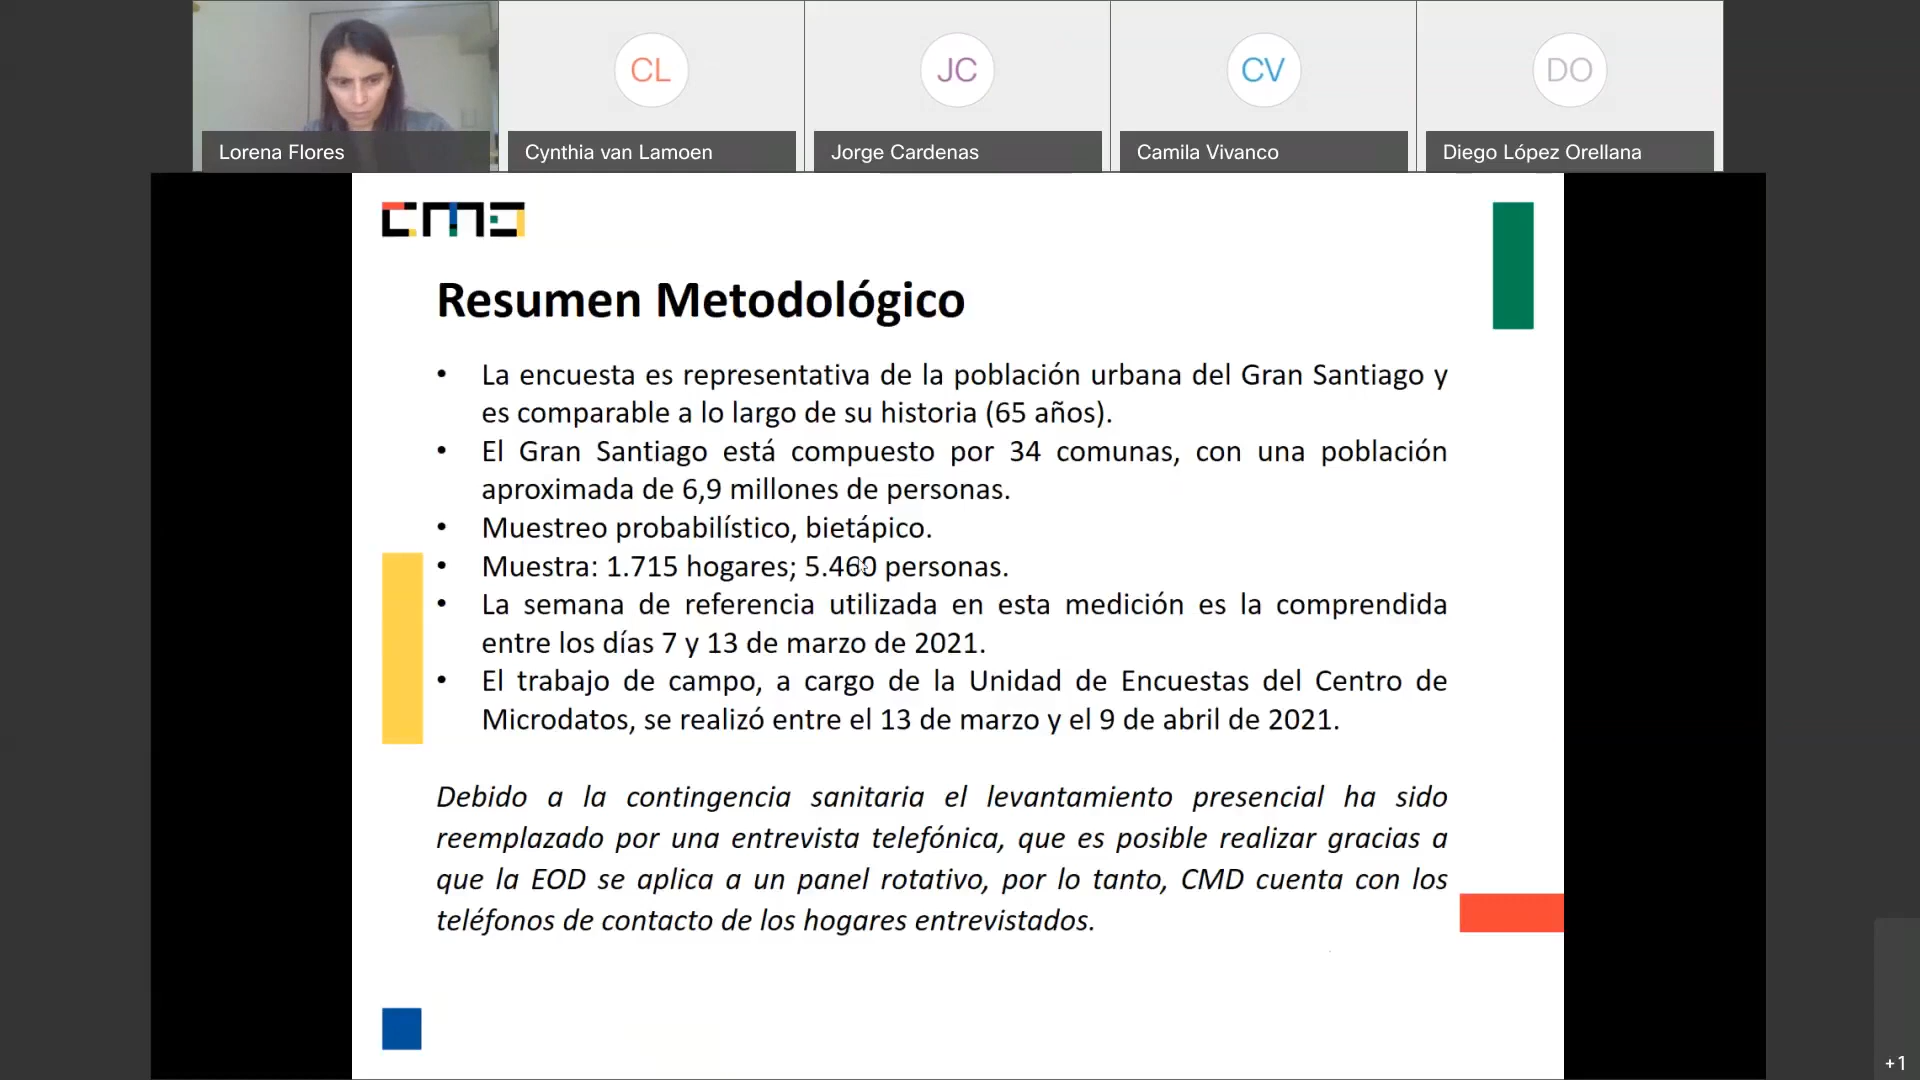 CL
JC
CV
DO
Lorena Flores
Cynthia van Lamoen
Jorge Cardenas
Camila Vivanco
Diego López Orellana
CMD
Resumen Metodológico
• La encuesta es representativa de la población urbana del Gran Santiago y
es comparable a lo largo de su historia (65 años).
• El Gran Santiago está compuesto por 34 comunas, con una población
aproximada de 6,9 millones de personas.
• Muestreo probabilístico, bietápico.
• Muestra: 1.715 hogares; 5.460 personas.
• La semana de referencia utilizada en esta medición es la comprendida
entre los días 7 y 13 de marzo de 2021.
• El trabajo de campo, a cargo de la Unidad de Encuestas del Centro de
Microdatos, se realizó entre el 13 de marzo y el 9 de abril de 2021.
Debido a la contingencia sanitaria el levantamiento presencial ha sido
reemplazado por una entrevista telefónica, que es posible realizar gracias a
que la EOD se aplica a un panel rotativo, por lo tanto, CMD cuenta con los
teléfonos de contacto de los hogares entrevistados.
+1